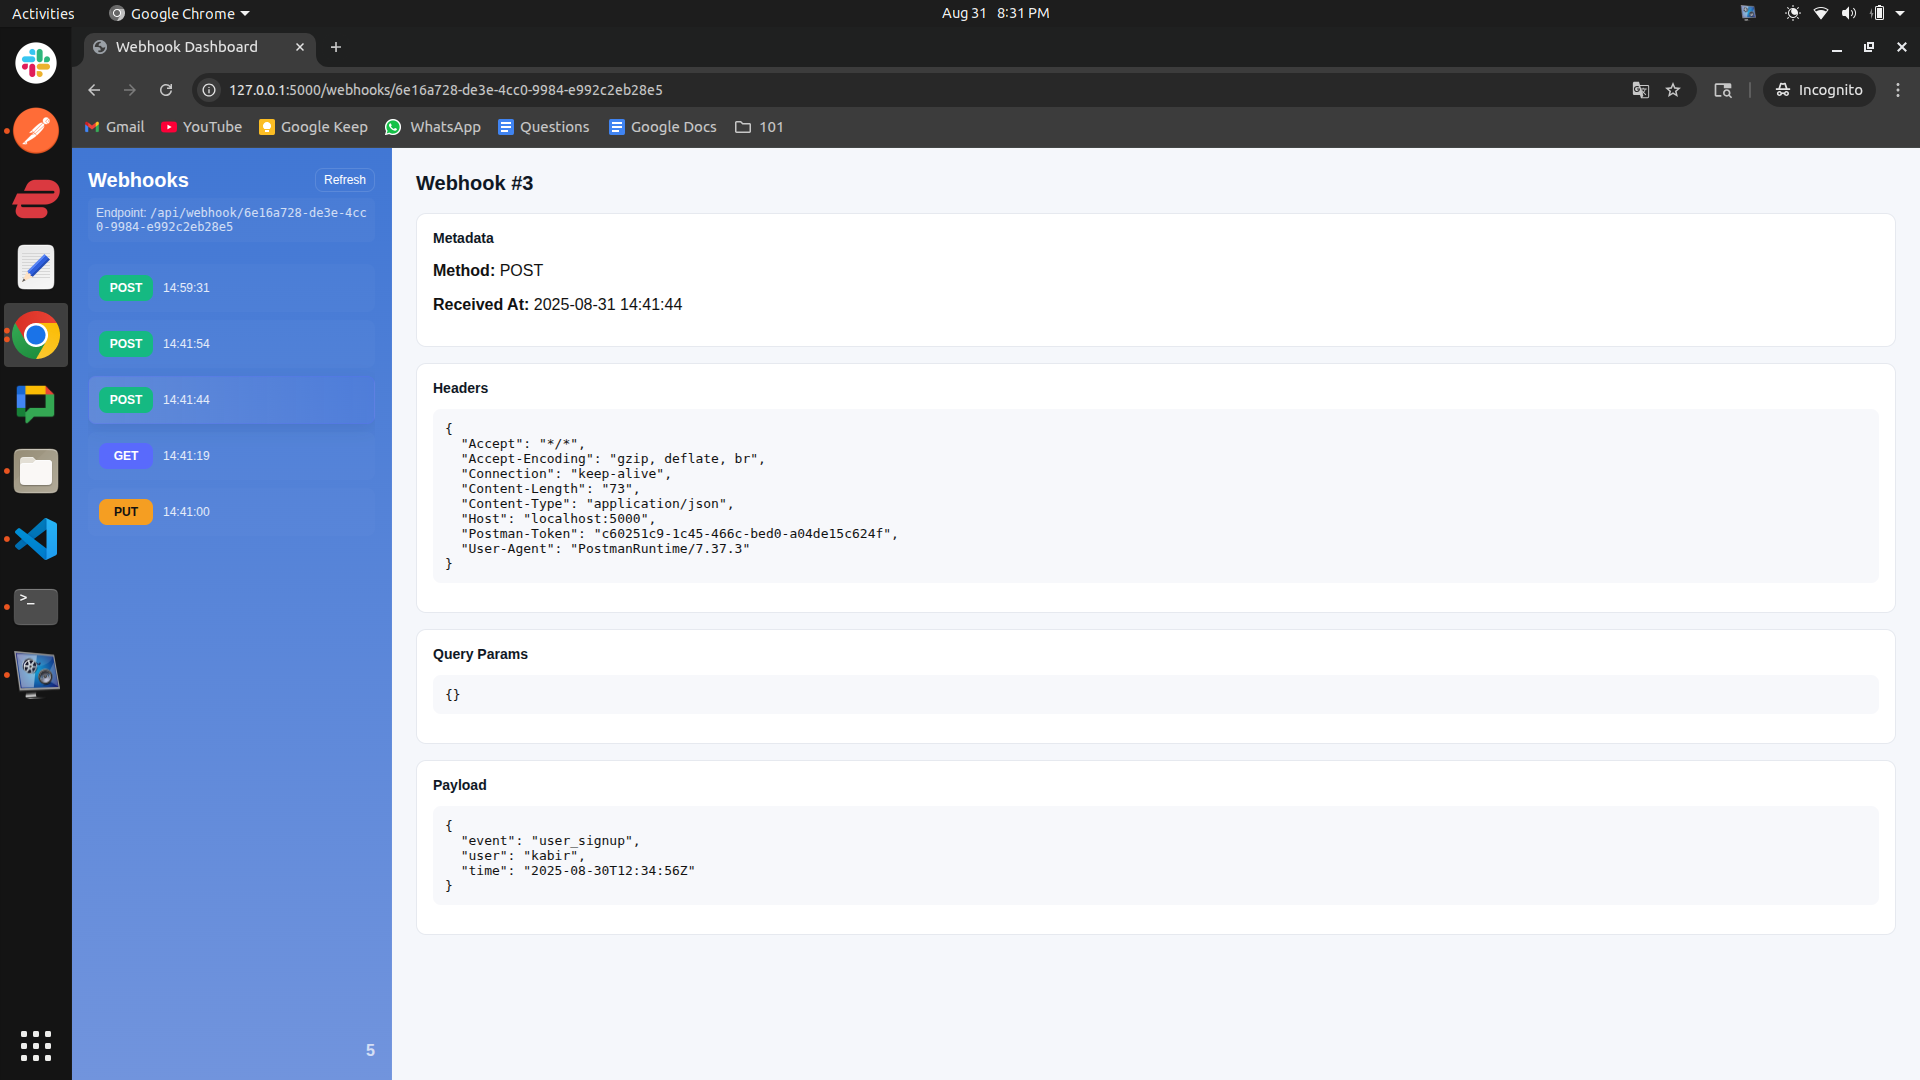 Activities
Google Chrome
Aug 31 8:31 PM
Webhook Dashboard
127.0.0.1:5000/webhooks/6e16a728-de3e-4cc0-9984-e992c2eb28e5
Incognito
Gmail
YouTube
Google Keep
WhatsApp
Questions
Google Docs
101
Webhooks
Refresh
Endpoint: /api/webhook/6e16a728-de3e-4cc
0-9984-e992c2eb28e5
POST 14:59:31
POST 14:41:54
POST 14:41:44
GET 14:41:19
PUT 14:41:00
5
Webhook #3
Metadata
Method: POST
Received At: 2025-08-31 14:41:44
Headers
{
"Accept": "*/*",
"Accept-Encoding": "gzip, deflate, br",
"Connection": "keep-alive",
"Content-Length": "73",
"Content-Type": "application/json",
"Host": "localhost:5000",
"Postman-Token": "c60251c9-1c45-466c-bed0-a04de15c624f",
"User-Agent": "PostmanRuntime/7.37.3"
}
Query Params
{}
Payload
{
"event": "user_signup",
"user": "kabir",
"time": "2025-08-30T12:34:56Z"
}